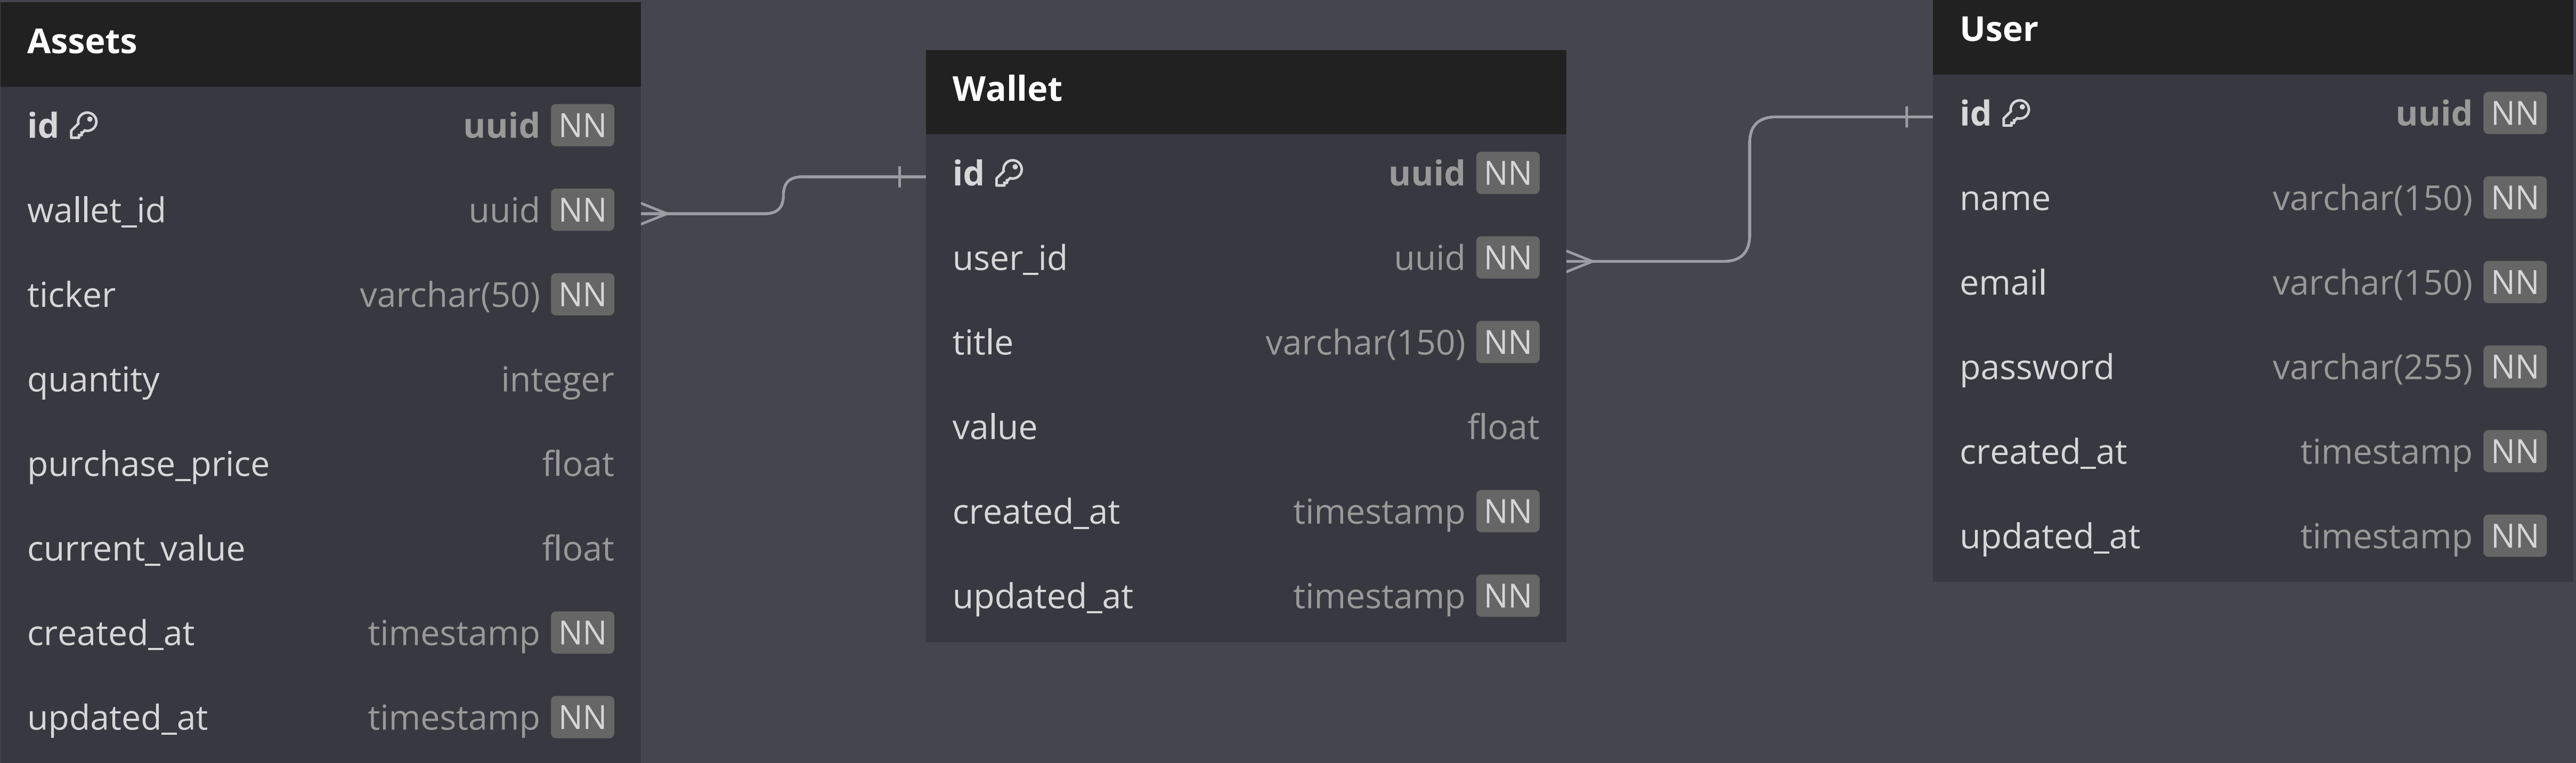 Assets
id uuid NN
wallet_id uuid NN
ticker varchar(50) NN
quantity integer
purchase_price float
current_value float
created_at timestamp NN
updated_at timestamp NN
Wallet
id uuid NN
user_id uuid NN
title varchar(150) NN
value float
created_at timestamp NN
updated_at timestamp NN
User
id uuid NN
name varchar(150) NN
email varchar(150) NN
password varchar(255) NN
created_at timestamp NN
updated_at timestamp NN